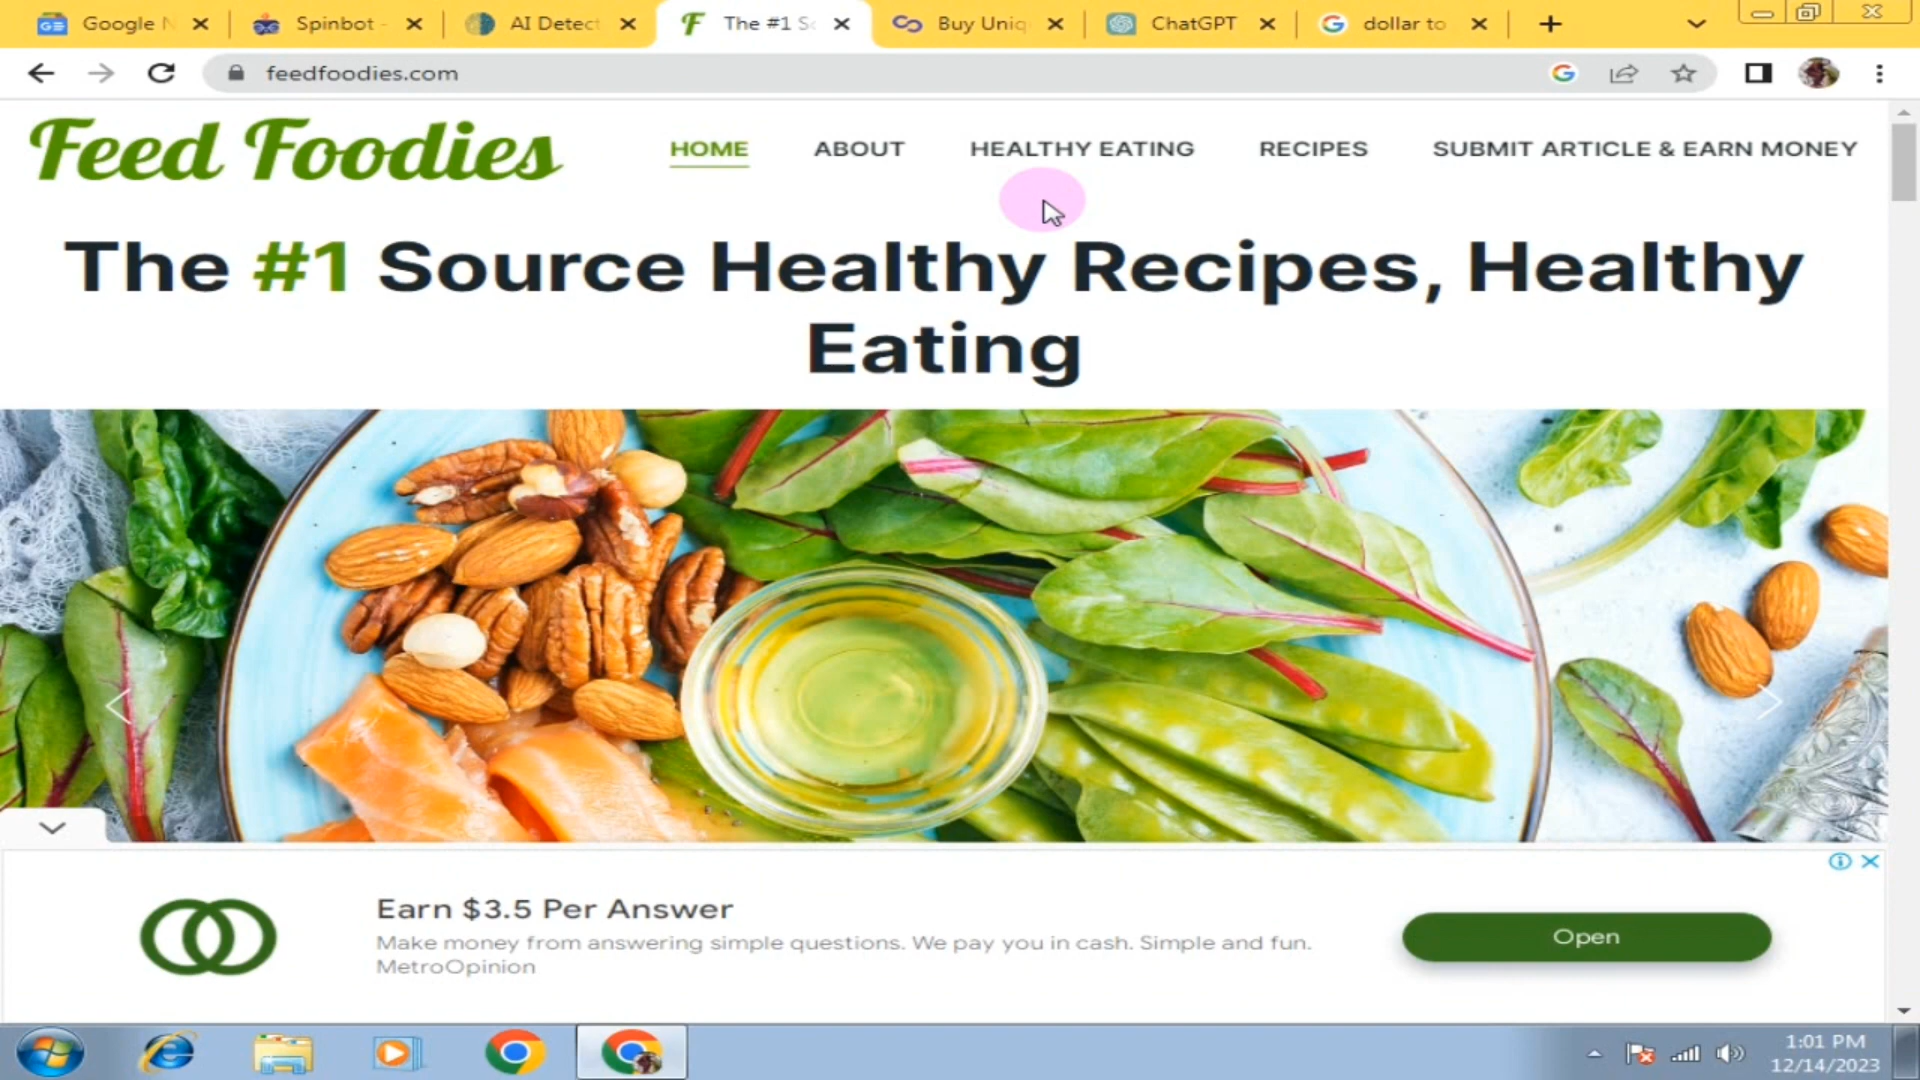 Google N
Spinbot -
AI Detect
The #1 So
Buy Uniq
ChatGPT
dollar to
feedfoodies.com
Feed Foodies
HOME
ABOUT
HEALTHY EATING
RECIPES
SUBMIT ARTICLE & EARN MONEY
The #1 Source Healthy Recipes, Healthy
Eating
Earn $3.5 Per Answer
Make money from answering simple questions. We pay you in cash. Simple and fun.
MetroOpinion
Open
1:01 PM
12/14/2023